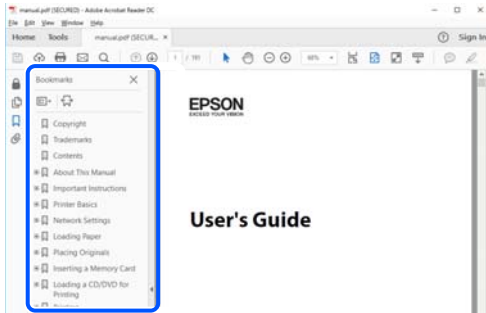 manual.pdf (SECURED) - Adobe Acrobat Reader DC
File Edit View Window Help
Home Tools manual.pdf (SECUR... × Sign In
1 / 111
Bookmarks
EPSON
EXCEED YOUR VISION
Copyright
Trademarks
Contents
About This Manual
Important Instructions
Printer Basics
Network Settings
User's Guide
Loading Paper
Placing Originals
Inserting a Memory Card
Loading a CD/DVD for
Printing